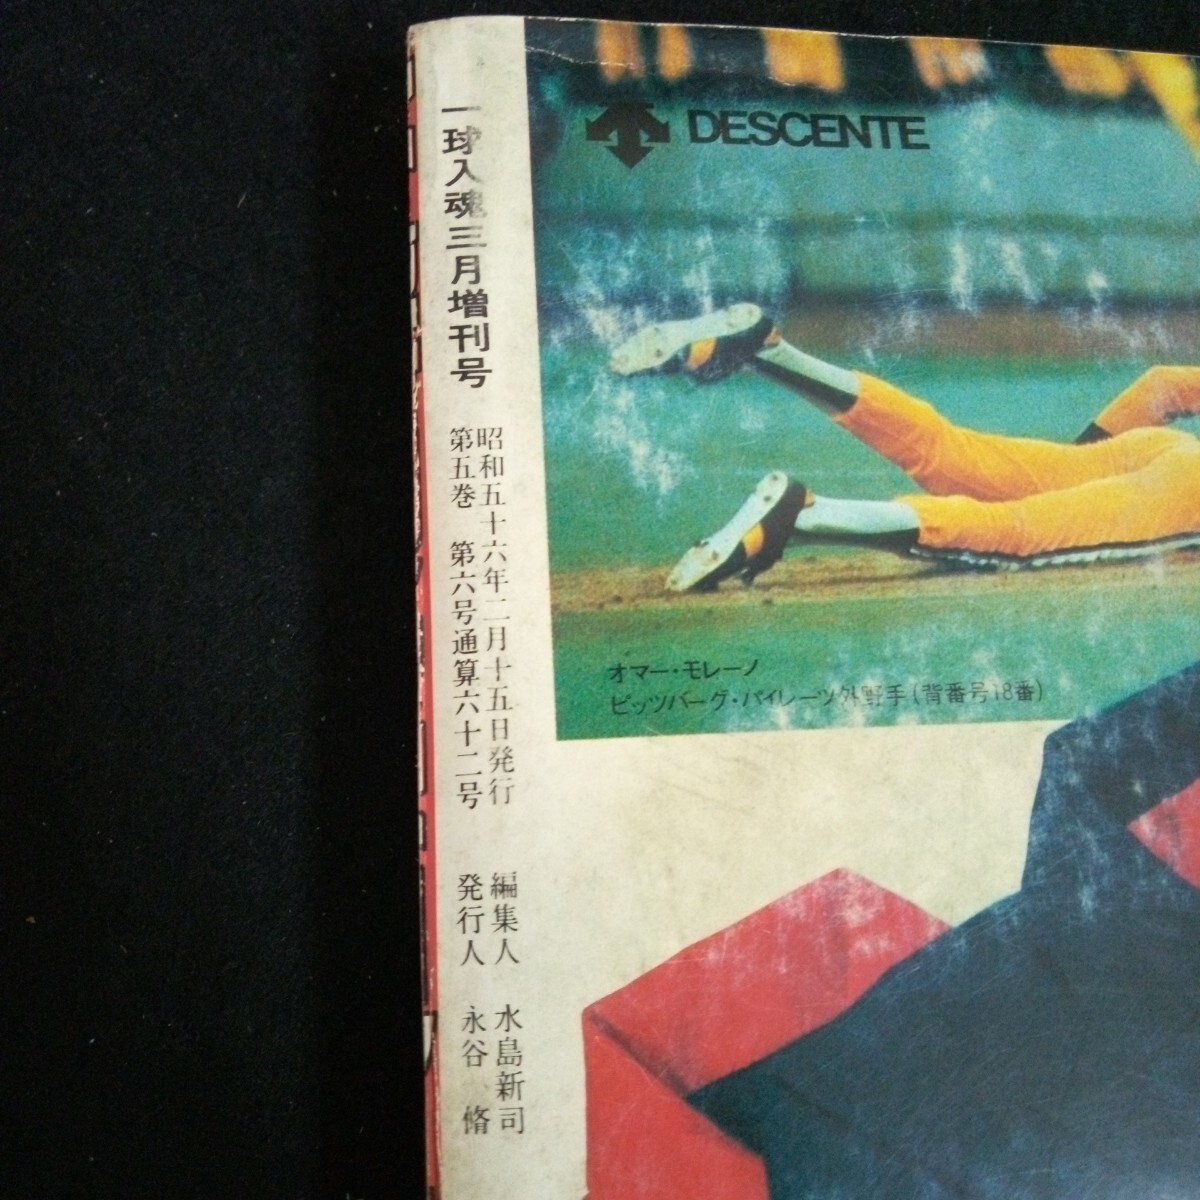 一球入魂三月増刊号
昭和五十六年二月十五日発行
第五巻 第六号通算六十二号
編集人 水島新司
発行人 永谷 脩
DESCENTE
オマー・モレーノ
ピッツバーグ・パイレーツ外野手(背番号18番)